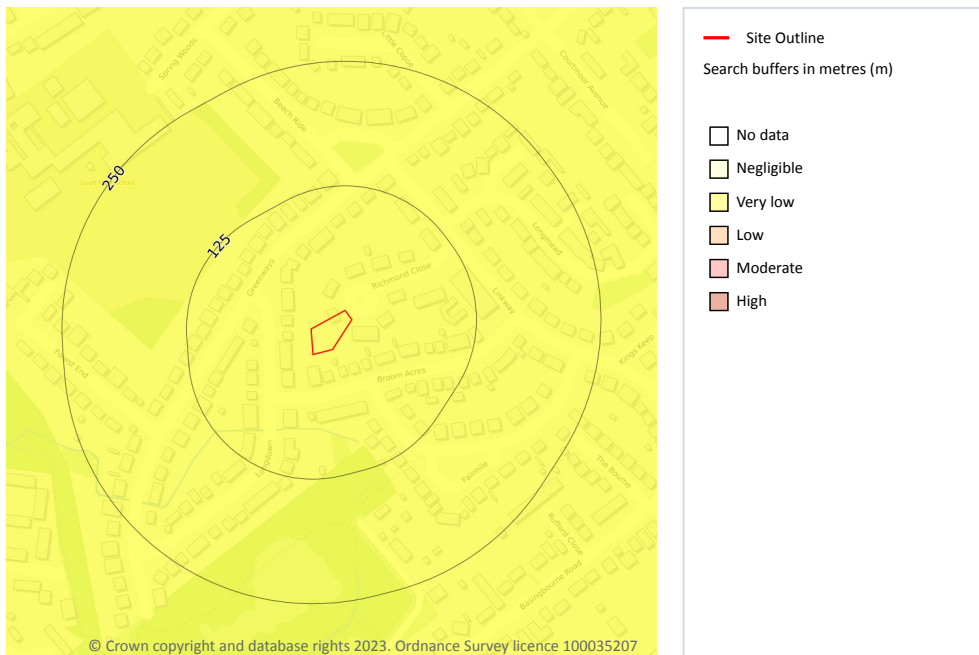 Little Copse
Spring Woods
Courtmoor Avenue
Beech Ride
250
125
Longmead
Greenways
Richmond Close
Linkway
Kings Keep
Forest End
Broom Acres
Longdown
Fairmile
The Bourne
Rufford Close
Basingbourne Road
© Crown copyright and database rights 2023. Ordnance Survey licence 100035207
Site Outline
Search buffers in metres (m)
No data
Negligible
Very low
Low
Moderate
High